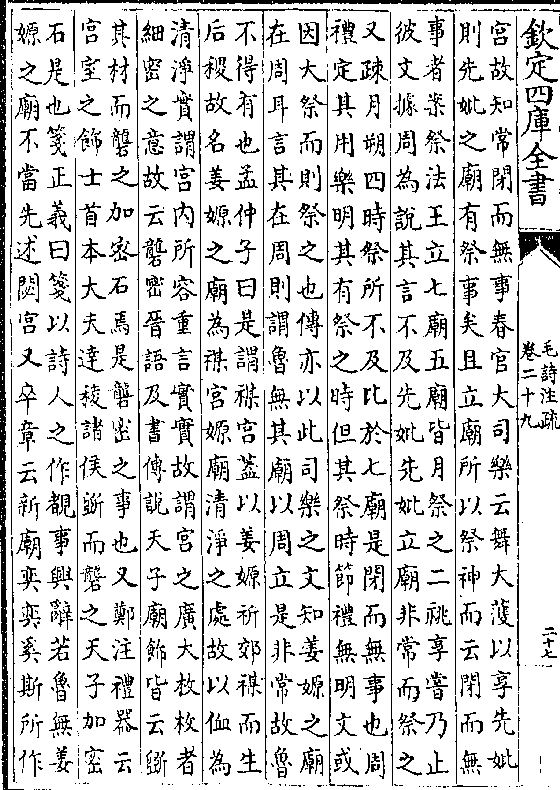 欽定四庫全書
毛詩注疏
卷二十九
二十七
宮故知常閉而無事春官大司樂云舞大濩以享先妣
則先妣之廟有祭事矣且立廟所以祭神而云閉而無
事者案祭法王立七廟五廟皆月祭之二祧享嘗乃止
彼文據周為說其言不及先妣先妣立廟非常而祭之
又疎月朔四時祭所不及比於七廟是閉而無事也周
禮定其用樂明其有祭之時但其祭時節禮無明文或
因大祭而則祭之也傳亦以此司樂之文知姜嫄之廟
在周耳言其在周則謂魯無其廟以周立是非常故魯
不得有也孟仲子曰是謂禖宮蓋以姜嫄祈郊禖而生
后稷故名姜嫄之廟為禖宮嫄廟清淨之處故以侐為
清淨實謂宮內所容重言實實故謂宮之廣大枚枚者
細密之意故云礱密晉語及書傳說天子廟飾皆云斵
其材而礱之加密石焉是礱密之事也又鄭注禮器云
宮室之飾士首本大夫達稜諸侯斵而礱之天子加密
石是也箋正義曰箋以詩人之作覩事興辭若魯無姜
嫄之廟不當先述閟宮又卒章云新廟奕奕奚斯所作